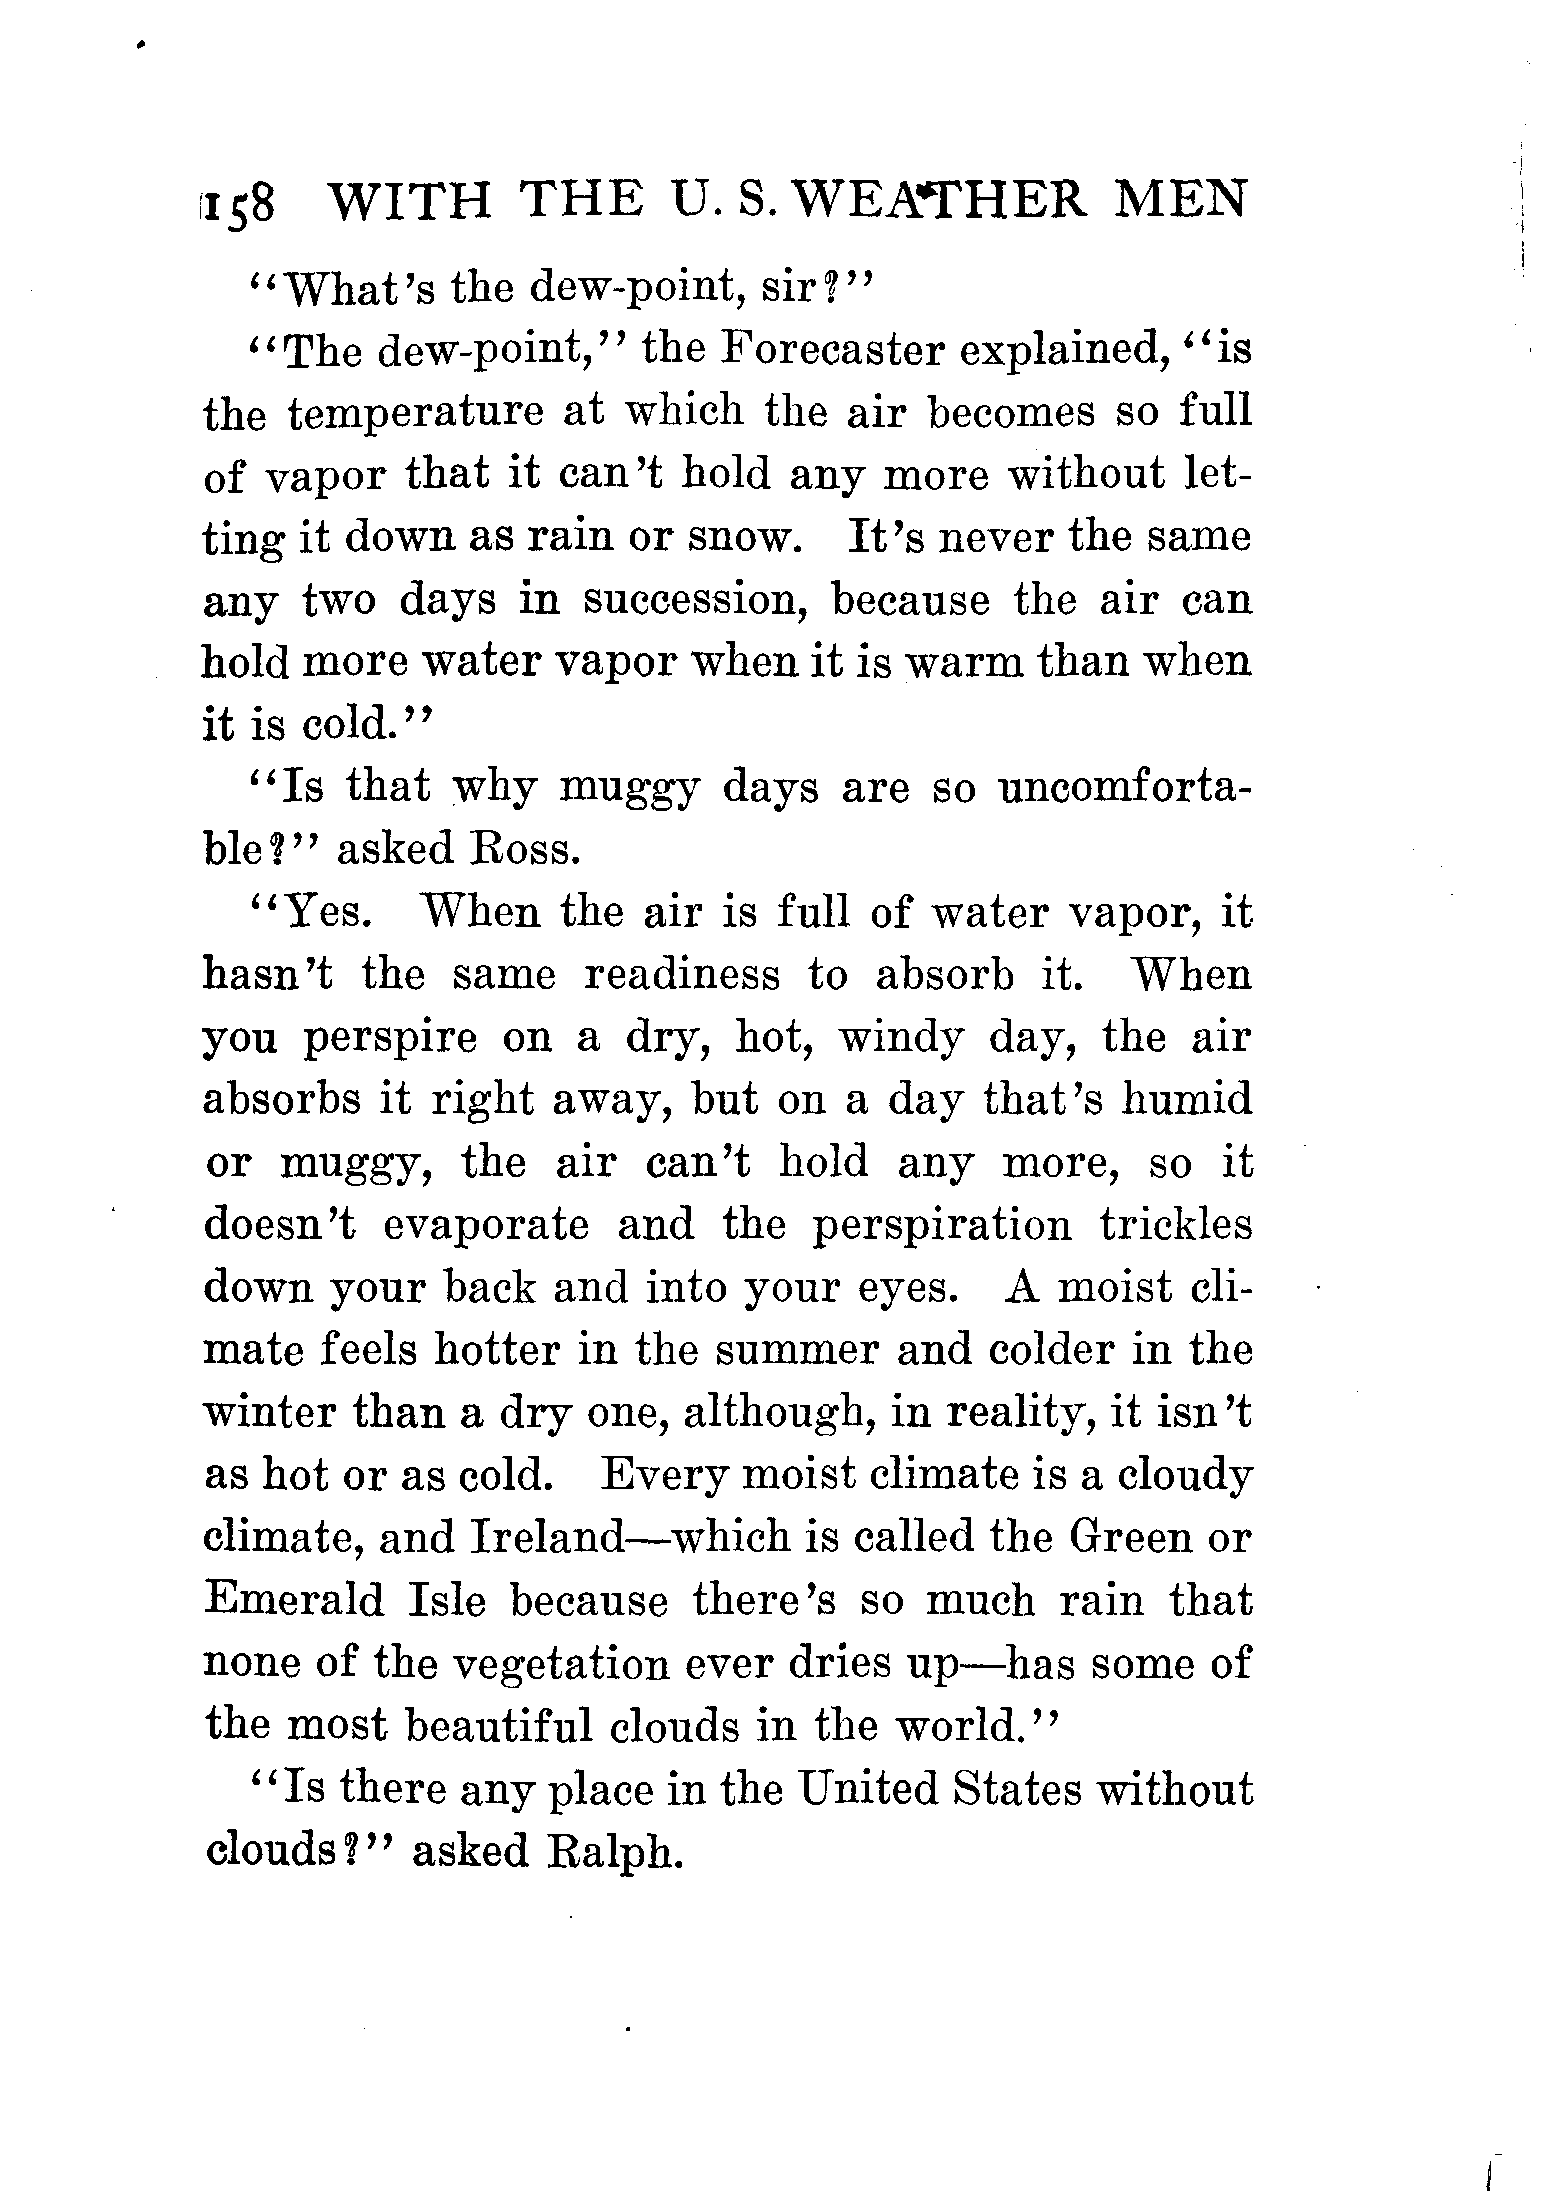 158 WITH THE U. S. WEATHER MEN
"What's the dew-point, sir?"
"The dew-point," the Forecaster explained, "is
the temperature at which the air becomes so full
of vapor that it can't hold any more without let-
ting it down as rain or snow. It's never the same
any two days in succession, because the air can
hold more water vapor when it is warm than when
it is cold."
"Is that why muggy days are so uncomforta-
ble?" asked Ross.
"Yes. When the air is full of water vapor, it
hasn't the same readiness to absorb it. When
you perspire on a dry, hot, windy day, the air
absorbs it right away, but on a day that's humid
or muggy, the air can't hold any more, so it
doesn't evaporate and the perspiration trickles
down your back and into your eyes. A moist cli-
mate feels hotter in the summer and colder in the
winter than a dry one, although, in reality, it isn't
as hot or as cold. Every moist climate is a cloudy
climate, and Ireland—which is called the Green or
Emerald Isle because there's so much rain that
none of the vegetation ever dries up—has some of
the most beautiful clouds in the world."
"Is there any place in the United States without
clouds?" asked Ralph.